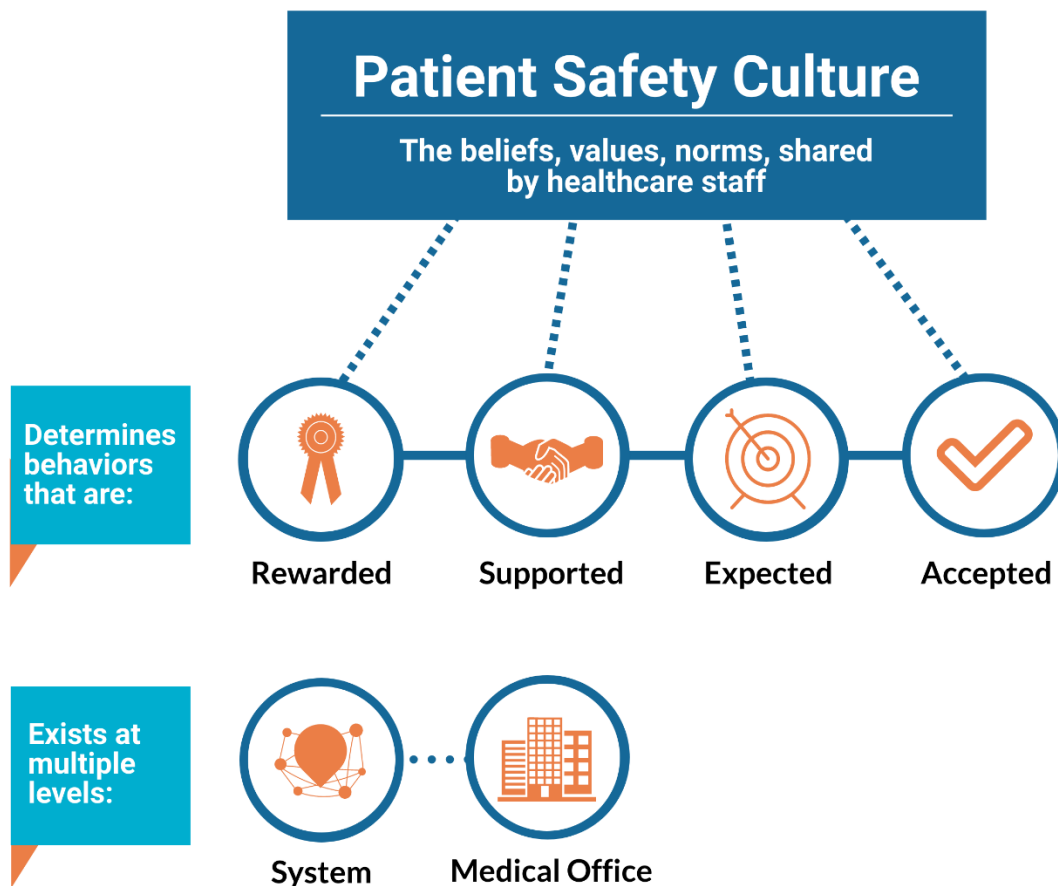 Patient Safety Culture
The beliefs, values, norms, shared
by healthcare staff
Determines
behaviors
that are:
Rewarded
Supported
Expected
Accepted
Exists at
multiple
levels:
System
Medical Office